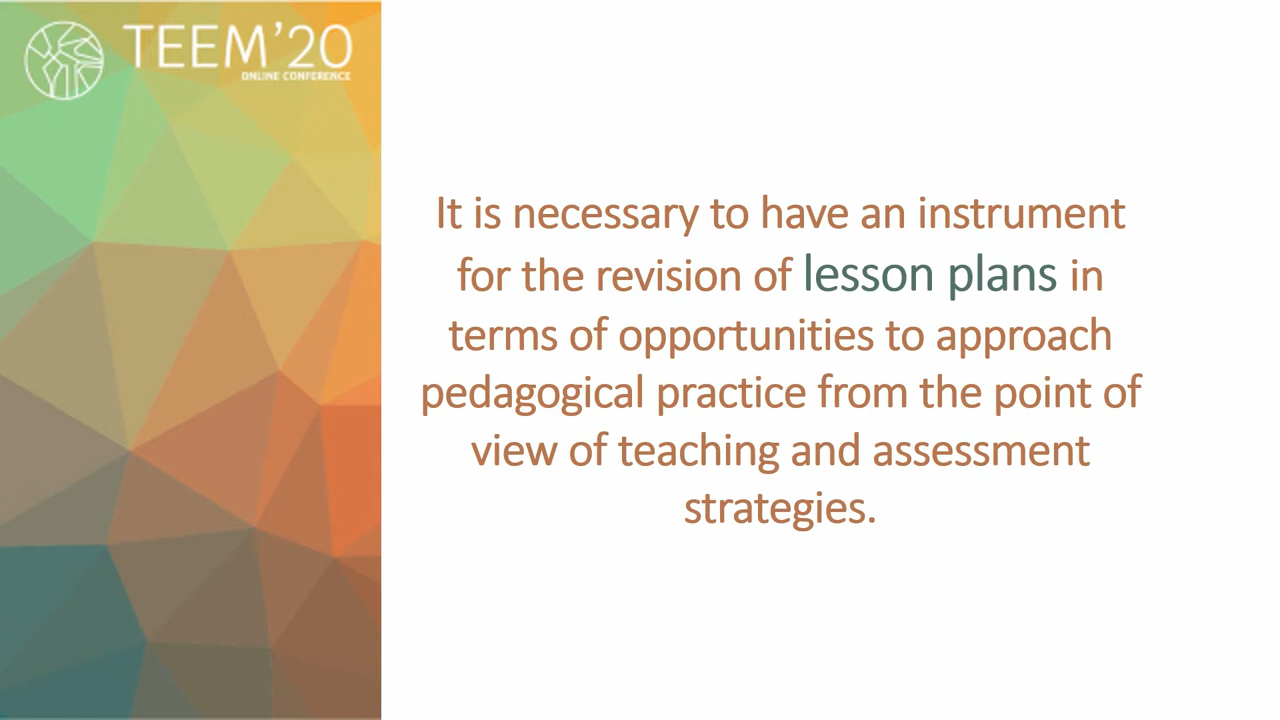 TEEM'20
ONLINE CONFERENCE
It is necessary to have an instrument
for the revision of lesson plans in
terms of opportunities to approach
pedagogical practice from the point of
view of teaching and assessment
strategies.